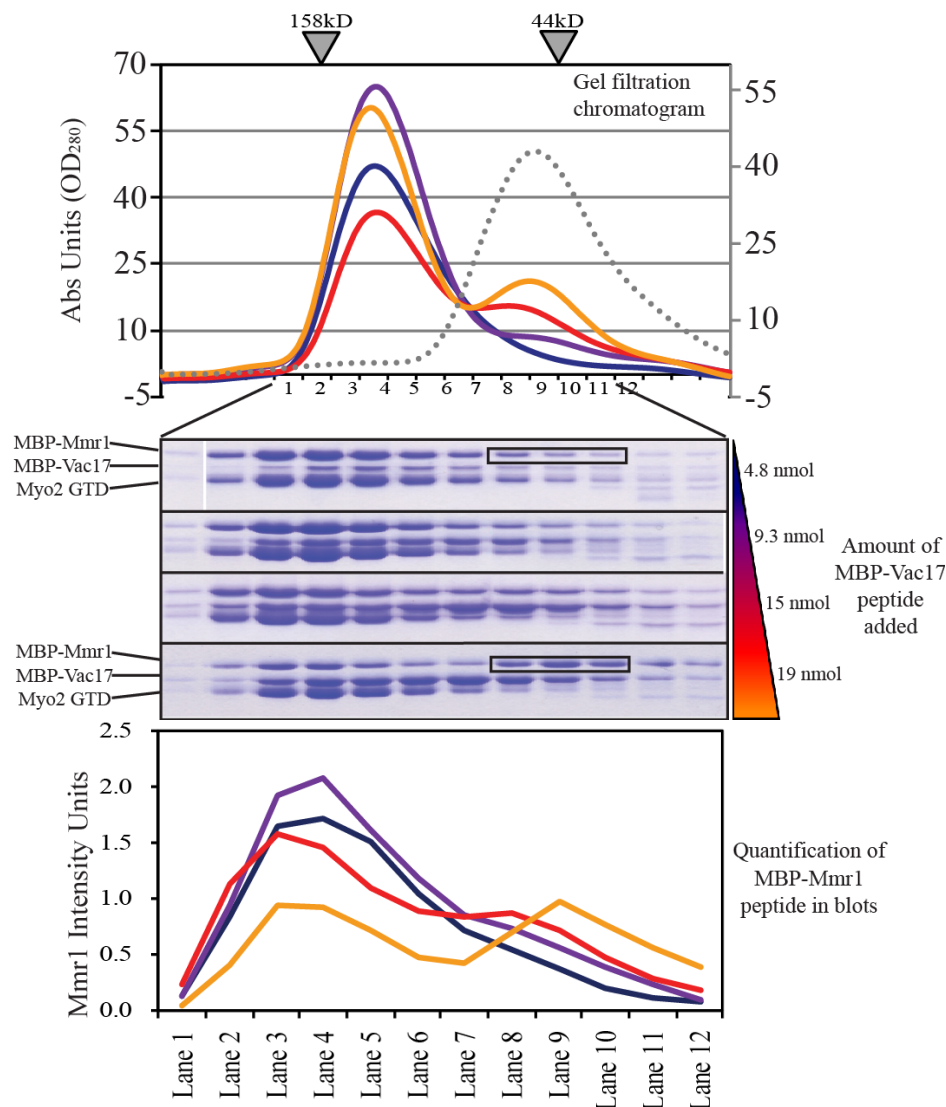 158kD 44kD
Gel filtration
chromatogram
Abs Units (OD280)
70
55
40
25
10
-5
55
40
25
10
-5
1 2 3 4 5 6 7 8 9 10 11 12
MBP-Mmr1
MBP-Vac17
Myo2 GTD
MBP-Mmr1
MBP-Vac17
Myo2 GTD
4.8 nmol
9.3 nmol
15 nmol
19 nmol
Amount of
MBP-Vac17
peptide
added
Mmr1 Intensity Units
2.5
2.0
1.5
1.0
0.5
0.0
Lane 1
Lane 2
Lane 3
Lane 4
Lane 5
Lane 6
Lane 7
Lane 8
Lane 9
Lane 10
Lane 11
Lane 12
Quantification of
MBP-Mmr1
peptide in blots